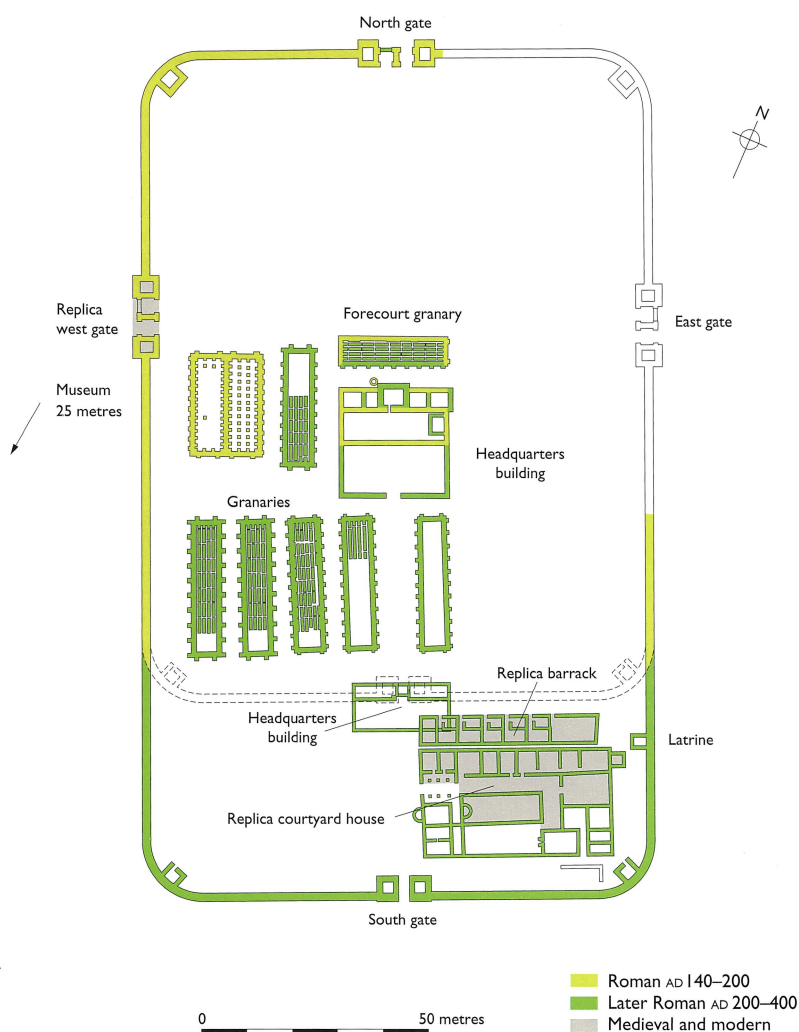 North gate
N
Replica
west gate
Forecourt granary
East gate
Museum
25 metres
Headquarters
building
Granaries
Replica barrack
Headquarters
building
Latrine
Replica courtyard house
South gate
Roman AD 140–200
Later Roman AD 200–400
Medieval and modern
0 50 metres